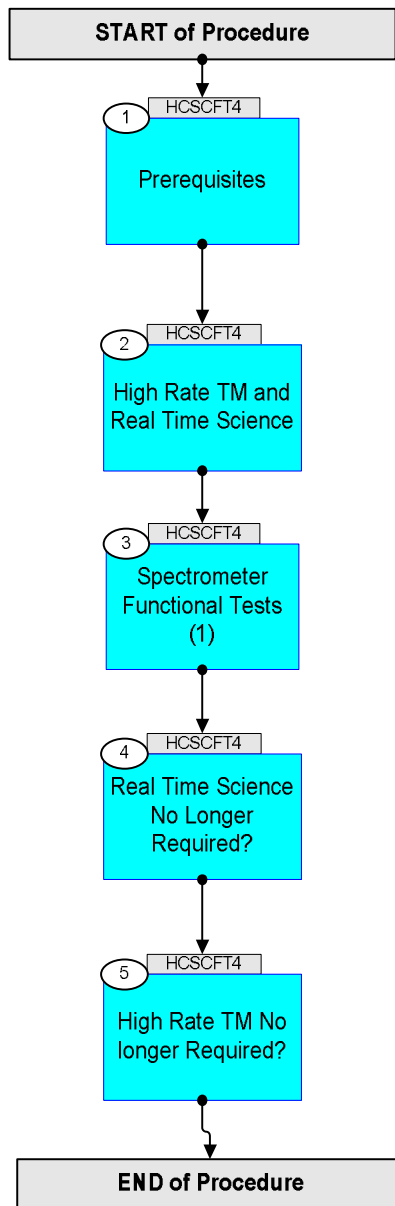 START of Procedure
HCSCFT4
1
Prerequisites
HCSCFT4
2
High Rate TM and
Real Time Science
HCSCFT4
3
Spectrometer
Functional Tests
(1)
HCSCFT4
4
Real Time Science
No Longer
Required?
HCSCFT4
5
High Rate TM No
longer Required?
END of Procedure